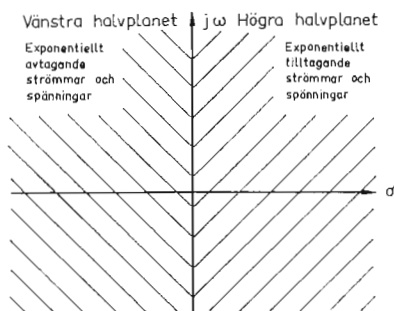 Vänstra halvplanet
jω
Högra halvplanet
Exponentiellt
avtagande
strömmar och
spänningar
Exponentiellt
tilltagande
strömmar och
spänningar
σ